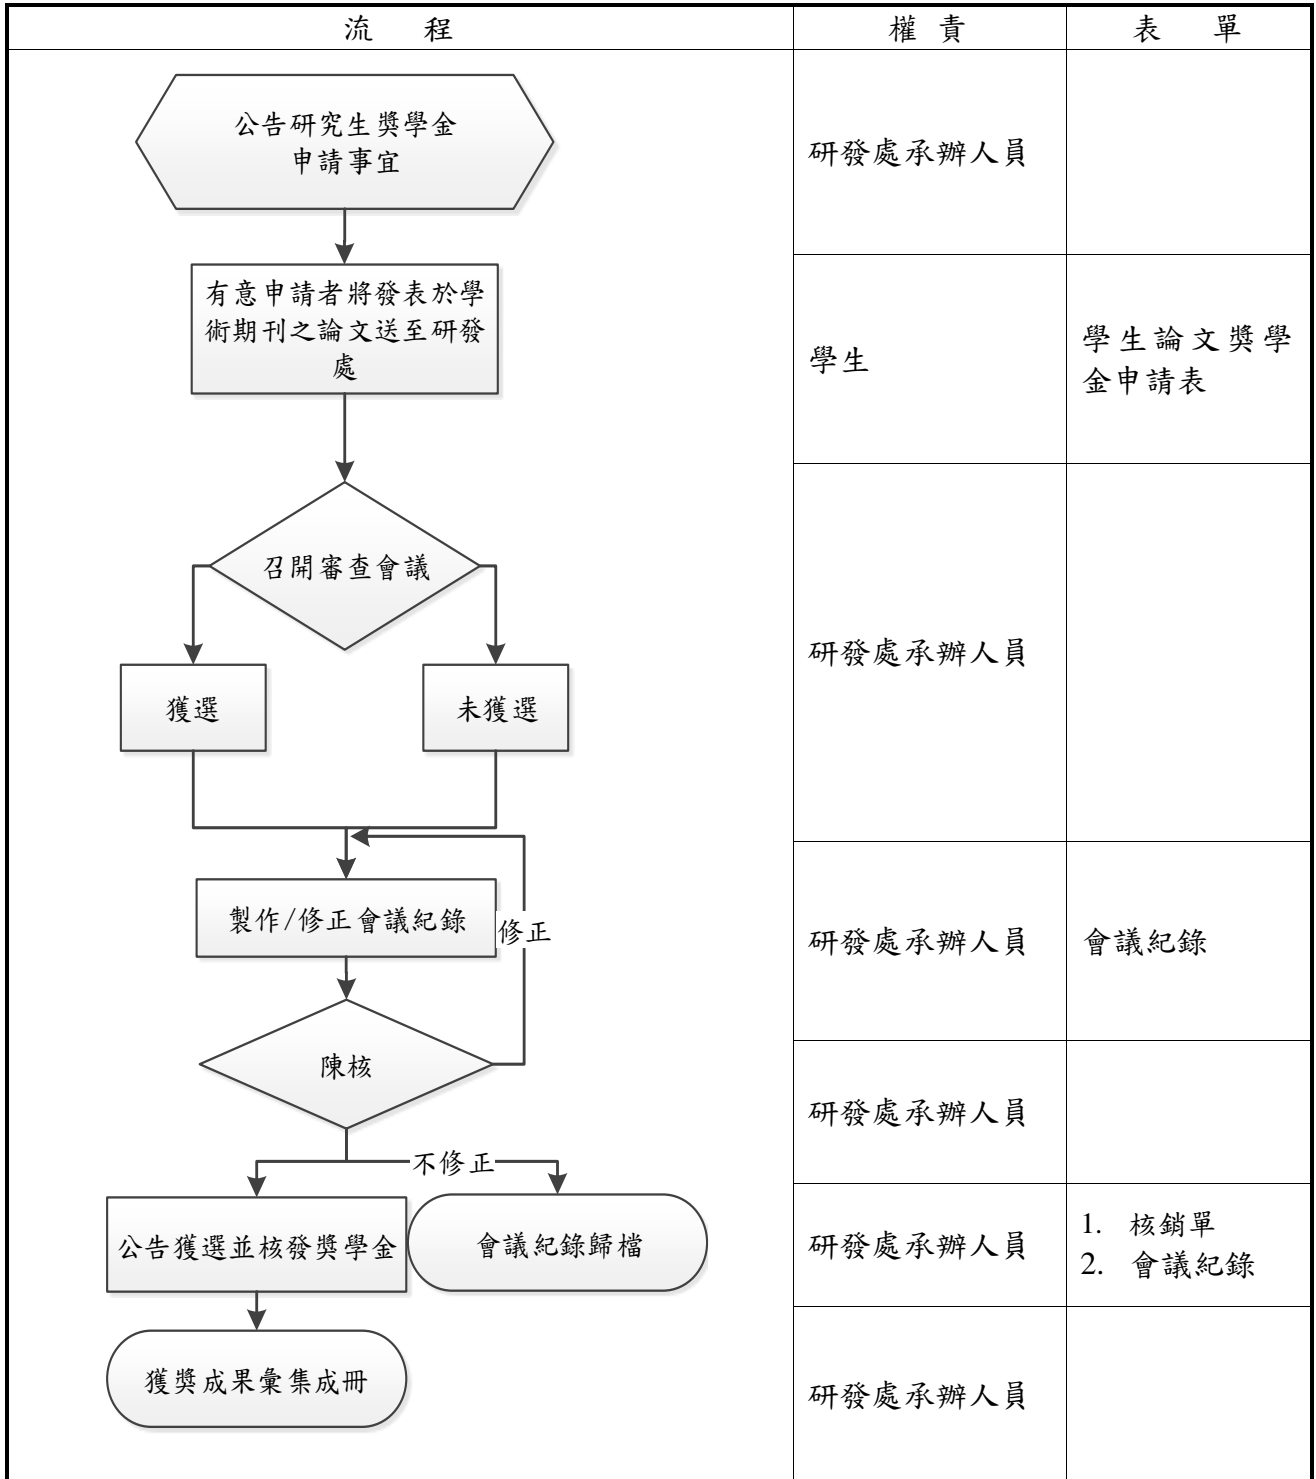 流 程
權 責
表 單
公告研究生獎學金
申請事宜
研發處承辦人員
有意申請者將發表於學
術期刊之論文送至研發
處
學生
學生論文獎學
金申請表
召開審查會議
獲選
未獲選
研發處承辦人員
製作/修正會議紀錄
修正
研發處承辦人員
會議紀錄
陳核
研發處承辦人員
不修正
公告獲選並核發獎學金
會議紀錄歸檔
研發處承辦人員
1. 核銷單
2. 會議紀錄
獲獎成果彙集成冊
研發處承辦人員